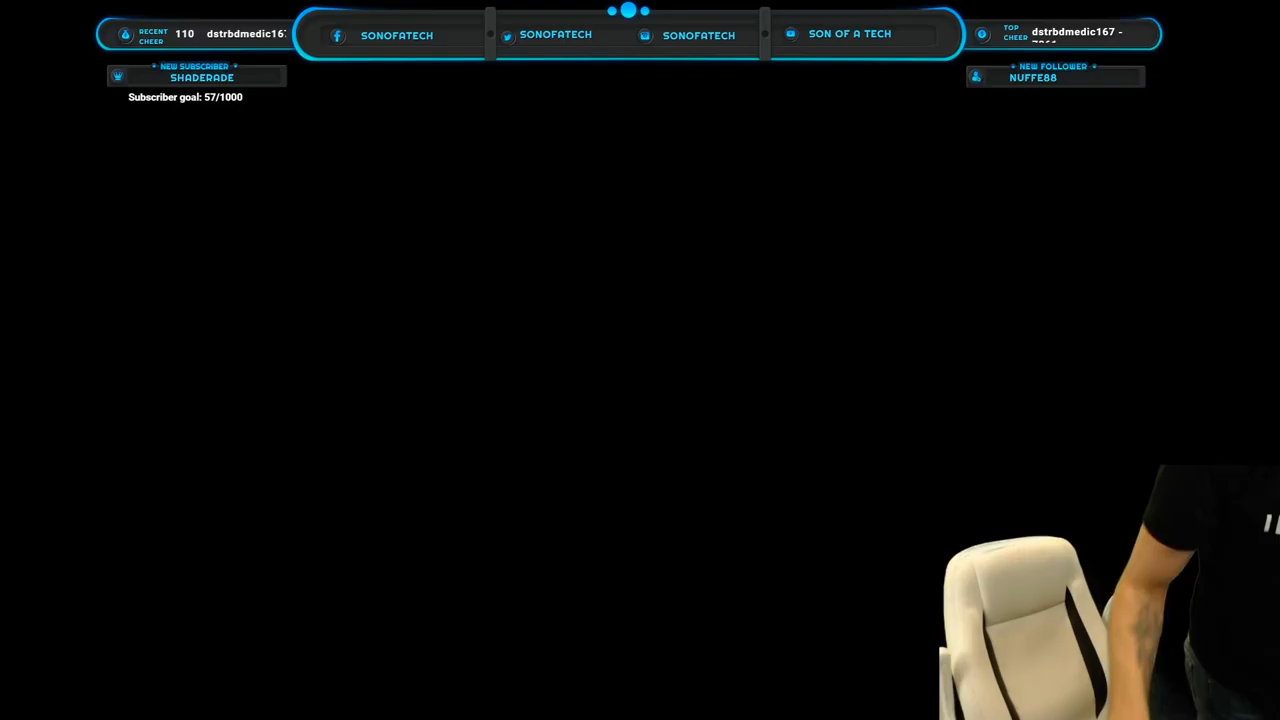 RECENT
CHEER
110 dstrbdmedic167
SONOFATECH
SONOFATECH
SONOFATECH
SON OF A TECH
TOP
CHEER
dstrbdmedic167 -
NEW SUBSCRIBER
SHADERADE
Subscriber goal: 57/1000
NEW FOLLOWER
NUFFE88